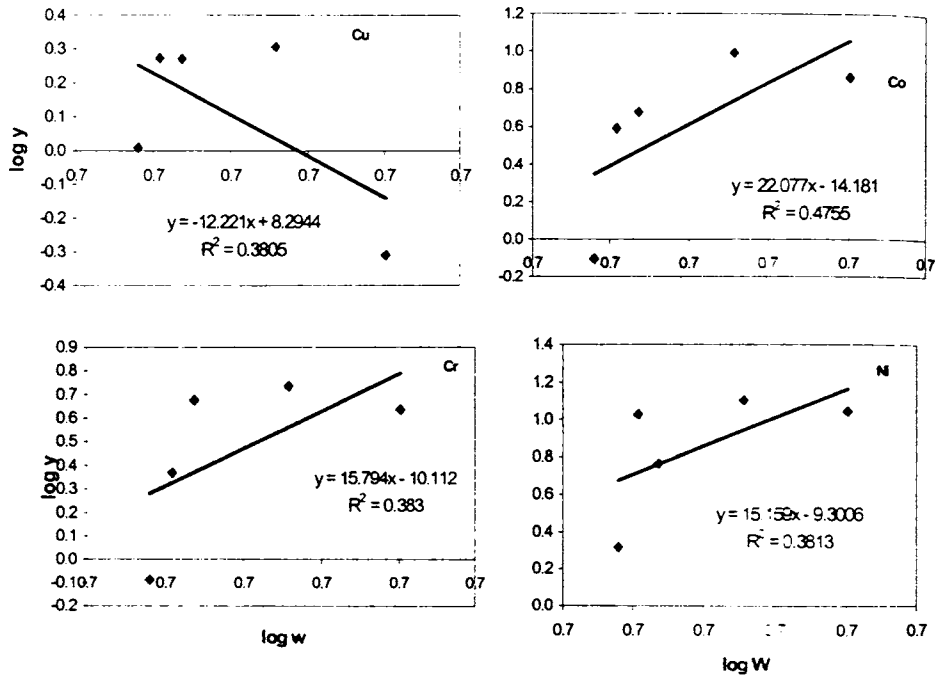 0.4
0.3
0.2
0.1
0.0
-0.1
-0.2
-0.3
-0.4
log y
Cu
0.7 0.7 0.7 0.7 0.7 0.7
y = -12.221x + 8.2944
R² = 0.3805
1.2
1.0
0.8
0.6
0.4
0.2
0.0
-0.2
Co
0.7 0.7 0.7 0.7 0.7 0.7
y = 22.077x - 14.181
R² = 0.4755
0.9
0.8
0.7
0.6
0.5
0.4
0.3
0.2
0.1
0.0
-0.1
-0.2
log y
Cr
y = 15.794x - 10.112
R² = 0.383
0.7 0.7 0.7 0.7 0.7 0.7
log w
1.4
1.2
1.0
0.8
0.6
0.4
0.2
0.0
Ni
y = 15.159x - 9.3006
R² = 0.3813
0.7 0.7 0.7 0.7 0.7 0.7
log W